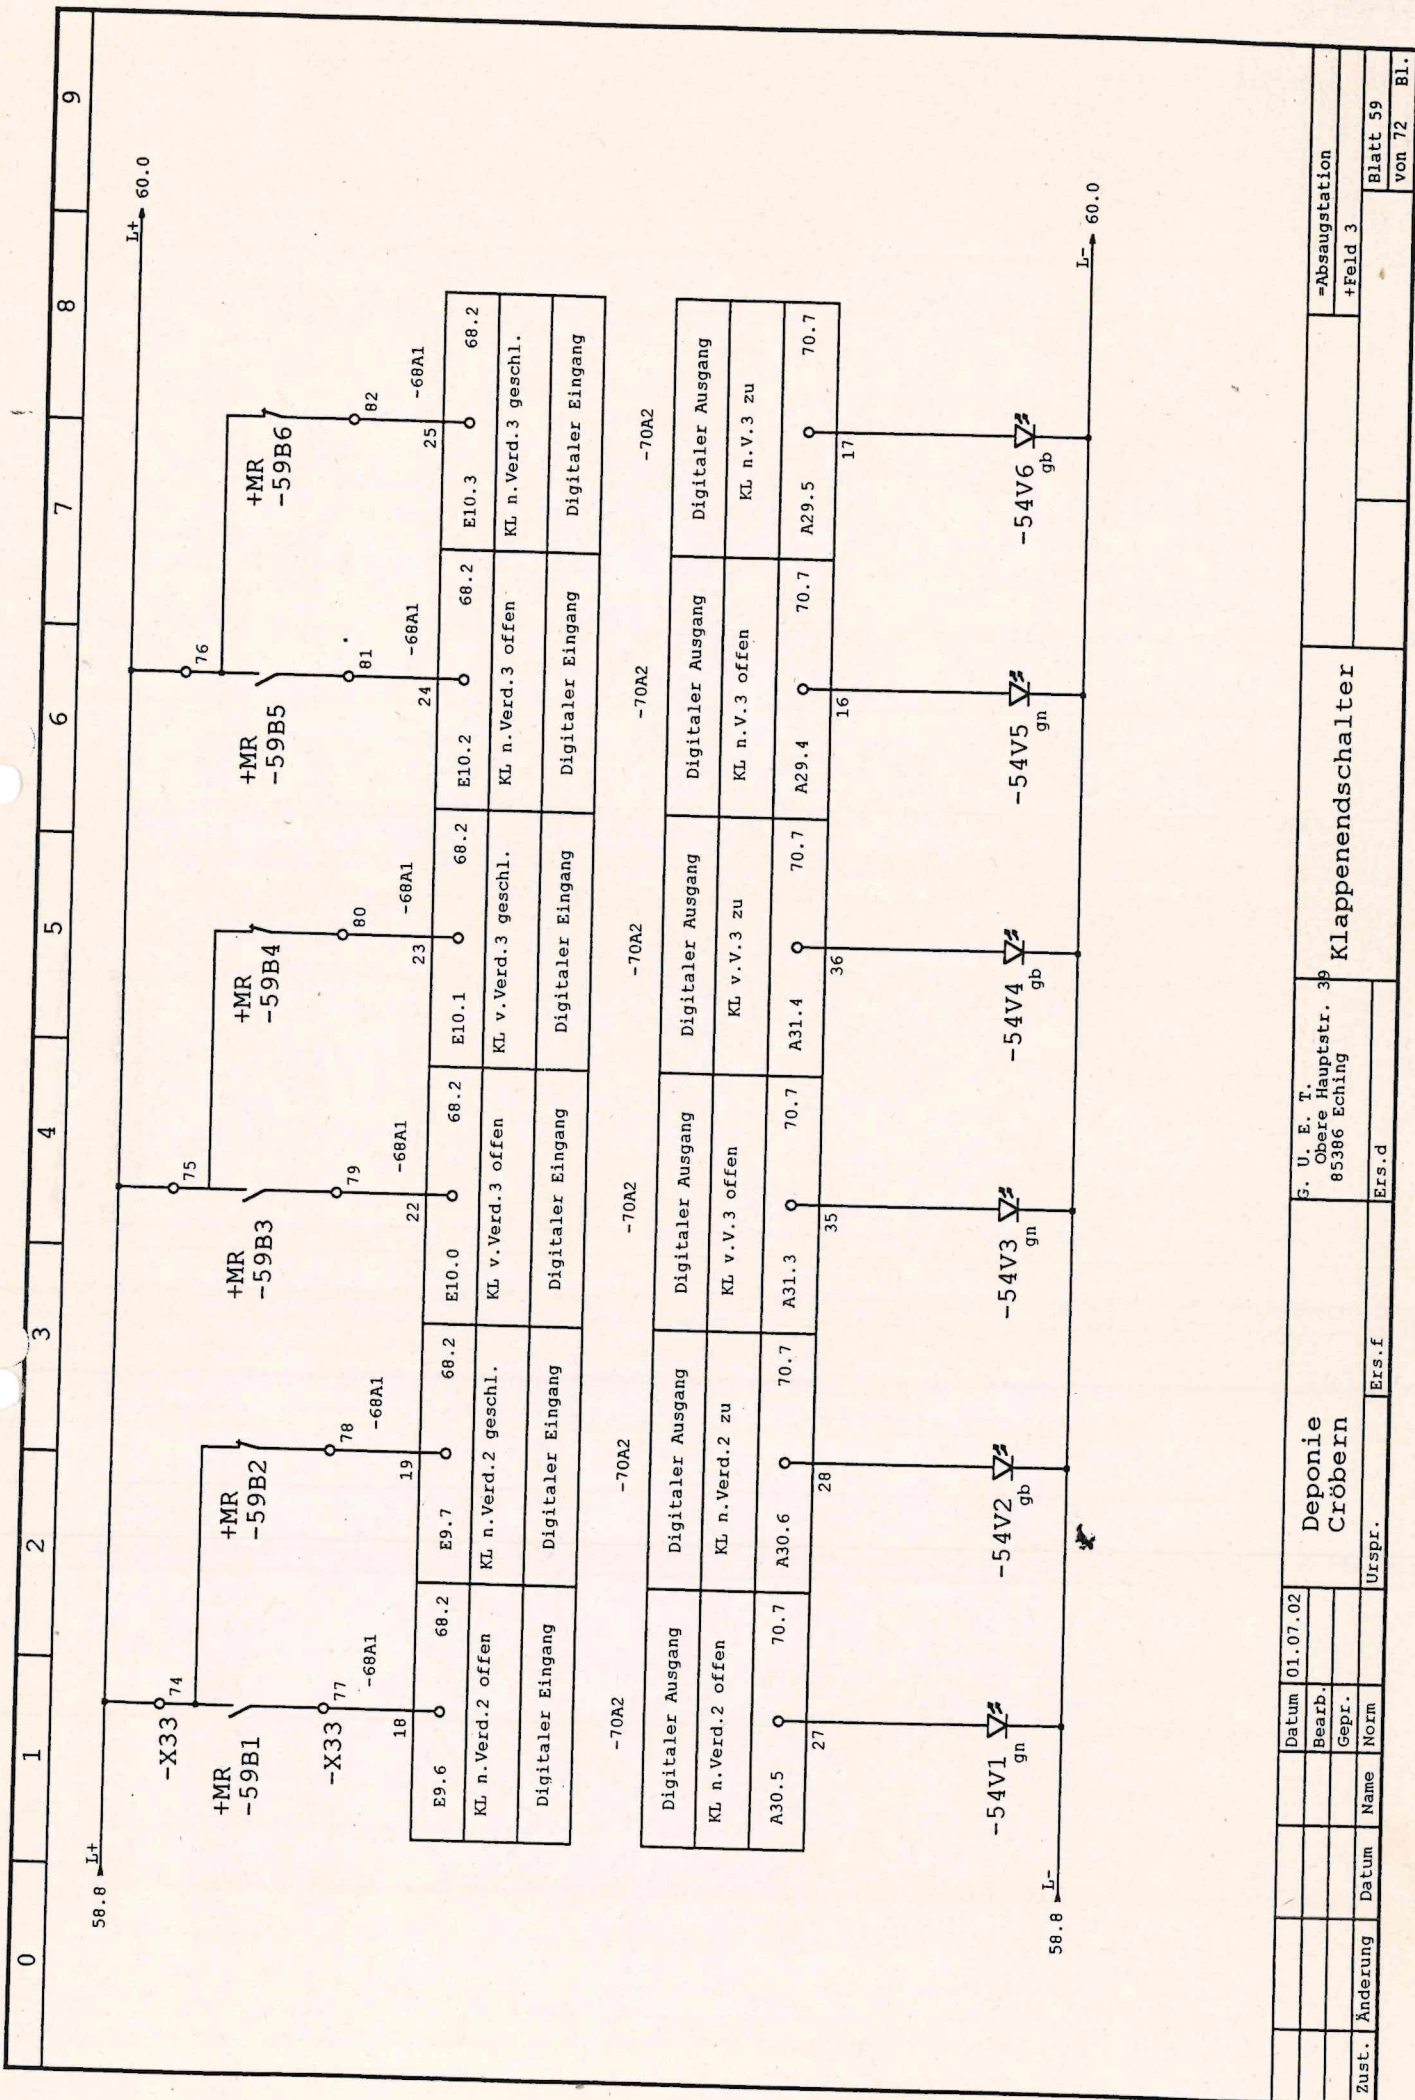 0 1 2 3 4 5 6 7 8 9
58.8 L+ L+ 60.0
-X33 74 75 76
+MR +MR +MR +MR +MR +MR
-59B1 -59B2 -59B3 -59B4 -59B5 -59B6
-X33 77 78 79 80 81 82
-68A1 -68A1 -68A1 -68A1 -68A1 -68A1
18 19 22 23 24 25
E9.6 68.2 E9.7 68.2 E10.0 68.2 E10.1 68.2 E10.2 68.2 E10.3 68.2
KL n.Verd.2 offen KL n.Verd.2 geschl. KL v.Verd.3 offen KL v.Verd.3 geschl. KL n.Verd.3 offen KL n.Verd.3 geschl.
Digitaler Eingang Digitaler Eingang Digitaler Eingang Digitaler Eingang Digitaler Eingang Digitaler Eingang
-70A2 -70A2 -70A2 -70A2 -70A2 -70A2
Digitaler Ausgang Digitaler Ausgang Digitaler Ausgang Digitaler Ausgang Digitaler Ausgang Digitaler Ausgang
KL n.Verd.2 offen KL n.Verd.2 zu KL v.V.3 offen KL v.V.3 zu KL n.V.3 offen KL n.V.3 zu
A30.5 70.7 A30.6 70.7 A31.3 70.7 A31.4 70.7 A29.4 70.7 A29.5 70.7
27 28 35 36 16 17
-54V1 -54V2 -54V3 -54V4 -54V5 -54V6
gn gb gn gb gn gb
58.8 L- L- 60.0
Datum 01.07.02
Bearb.
Gepr.
Zust. Änderung Datum Name Norm
Deponie
Cröbern
Urspr. Ers.f Ers.d
G. U. E. T.
Obere Hauptstr. 39
85386 Eching
Klappenendschalter
=Absaugstation
+Feld 3
Blatt 59
von 72 Bl.